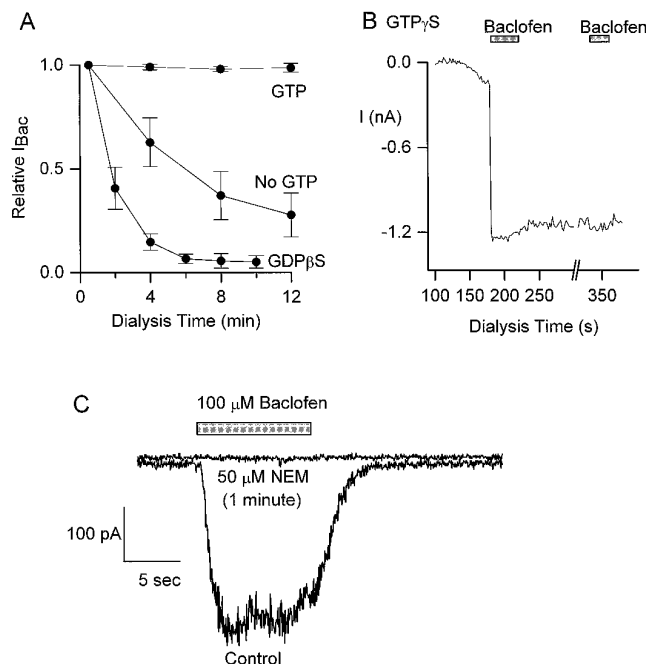 A
Relative IBac
1.0
0.5
0.0
GTP
No GTP
GDPβS
0
4
8
12
Dialysis Time (min)
B
GTPγS
Baclofen
Baclofen
0.0
I (nA)
-0.6
-1.2
100 150 200 250
350
Dialysis Time (s)
C
100 μM Baclofen
50 μM NEM
(1 minute)
100 pA
5 sec
Control